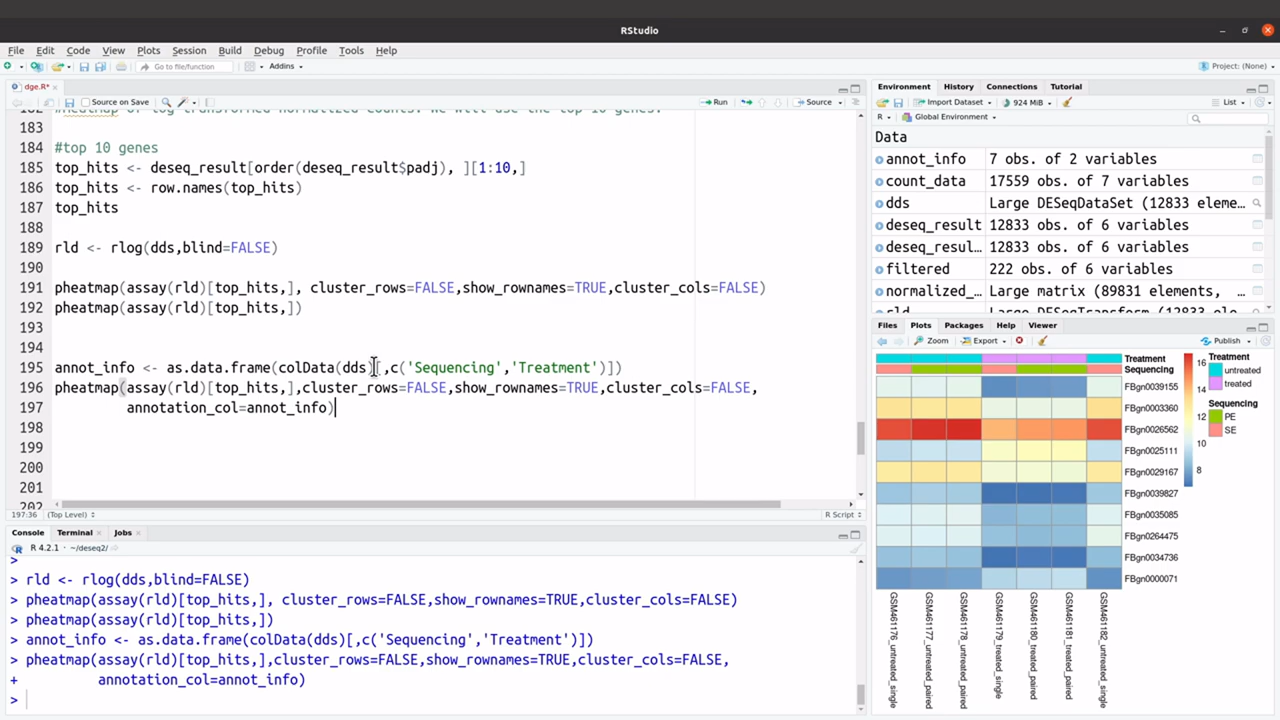 RStudio
File Edit Code View Plots Session Build Debug Profile Tools Help
Go to file/function Addins Project: (None)
dge.R*
Source on Save Run Source
183
184 #top 10 genes
185 top_hits <- deseq_result[order(deseq_result$padj), ][1:10,]
186 top_hits <- row.names(top_hits)
187 top_hits
188
189 rld <- rlog(dds,blind=FALSE)
190
191 pheatmap(assay(rld)[top_hits,], cluster_rows=FALSE,show_rownames=TRUE,cluster_cols=FALSE)
192 pheatmap(assay(rld)[top_hits,])
193
194
195 annot_info <- as.data.frame(colData(dds)[,c('Sequencing','Treatment')])
196 pheatmap(assay(rld)[top_hits,],cluster_rows=FALSE,show_rownames=TRUE,cluster_cols=FALSE,
197 annotation_col=annot_info)
198
199
200
201
202
197:36 (Top Level) R Script
Console Terminal Jobs
R 4.2.1 · ~/deseq2/
>
> rld <- rlog(dds,blind=FALSE)
> pheatmap(assay(rld)[top_hits,], cluster_rows=FALSE,show_rownames=TRUE,cluster_cols=FALSE)
> pheatmap(assay(rld)[top_hits,])
> annot_info <- as.data.frame(colData(dds)[,c('Sequencing','Treatment')])
> pheatmap(assay(rld)[top_hits,],cluster_rows=FALSE,show_rownames=TRUE,cluster_cols=FALSE,
+ annotation_col=annot_info)
>
Environment History Connections Tutorial
Import Dataset 924 MiB List
R Global Environment
Data
annot_info 7 obs. of 2 variables
count_data 17559 obs. of 7 variables
dds Large DESeqDataSet (12833 eleme…
deseq_result 12833 obs. of 6 variables
deseq_resul… 12833 obs. of 6 variables
filtered 222 obs. of 6 variables
normalized_… Large matrix (89831 elements, …
Files Plots Packages Help Viewer
Zoom Export Publish
Treatment
Sequencing
FBgn0039155
FBgn0003360
FBgn0026562
FBgn0025111
FBgn0029167
FBgn0039827
FBgn0035085
FBgn0264475
FBgn0034736
FBgn0000071
16
14
12
10
8
Treatment
untreated
treated
Sequencing
PE
SE
GSM461176_untreated_single
GSM461177_untreated_paired
GSM461178_untreated_paired
GSM461179_treated_single
GSM461180_treated_paired
GSM461181_treated_paired
GSM461182_untreated_single